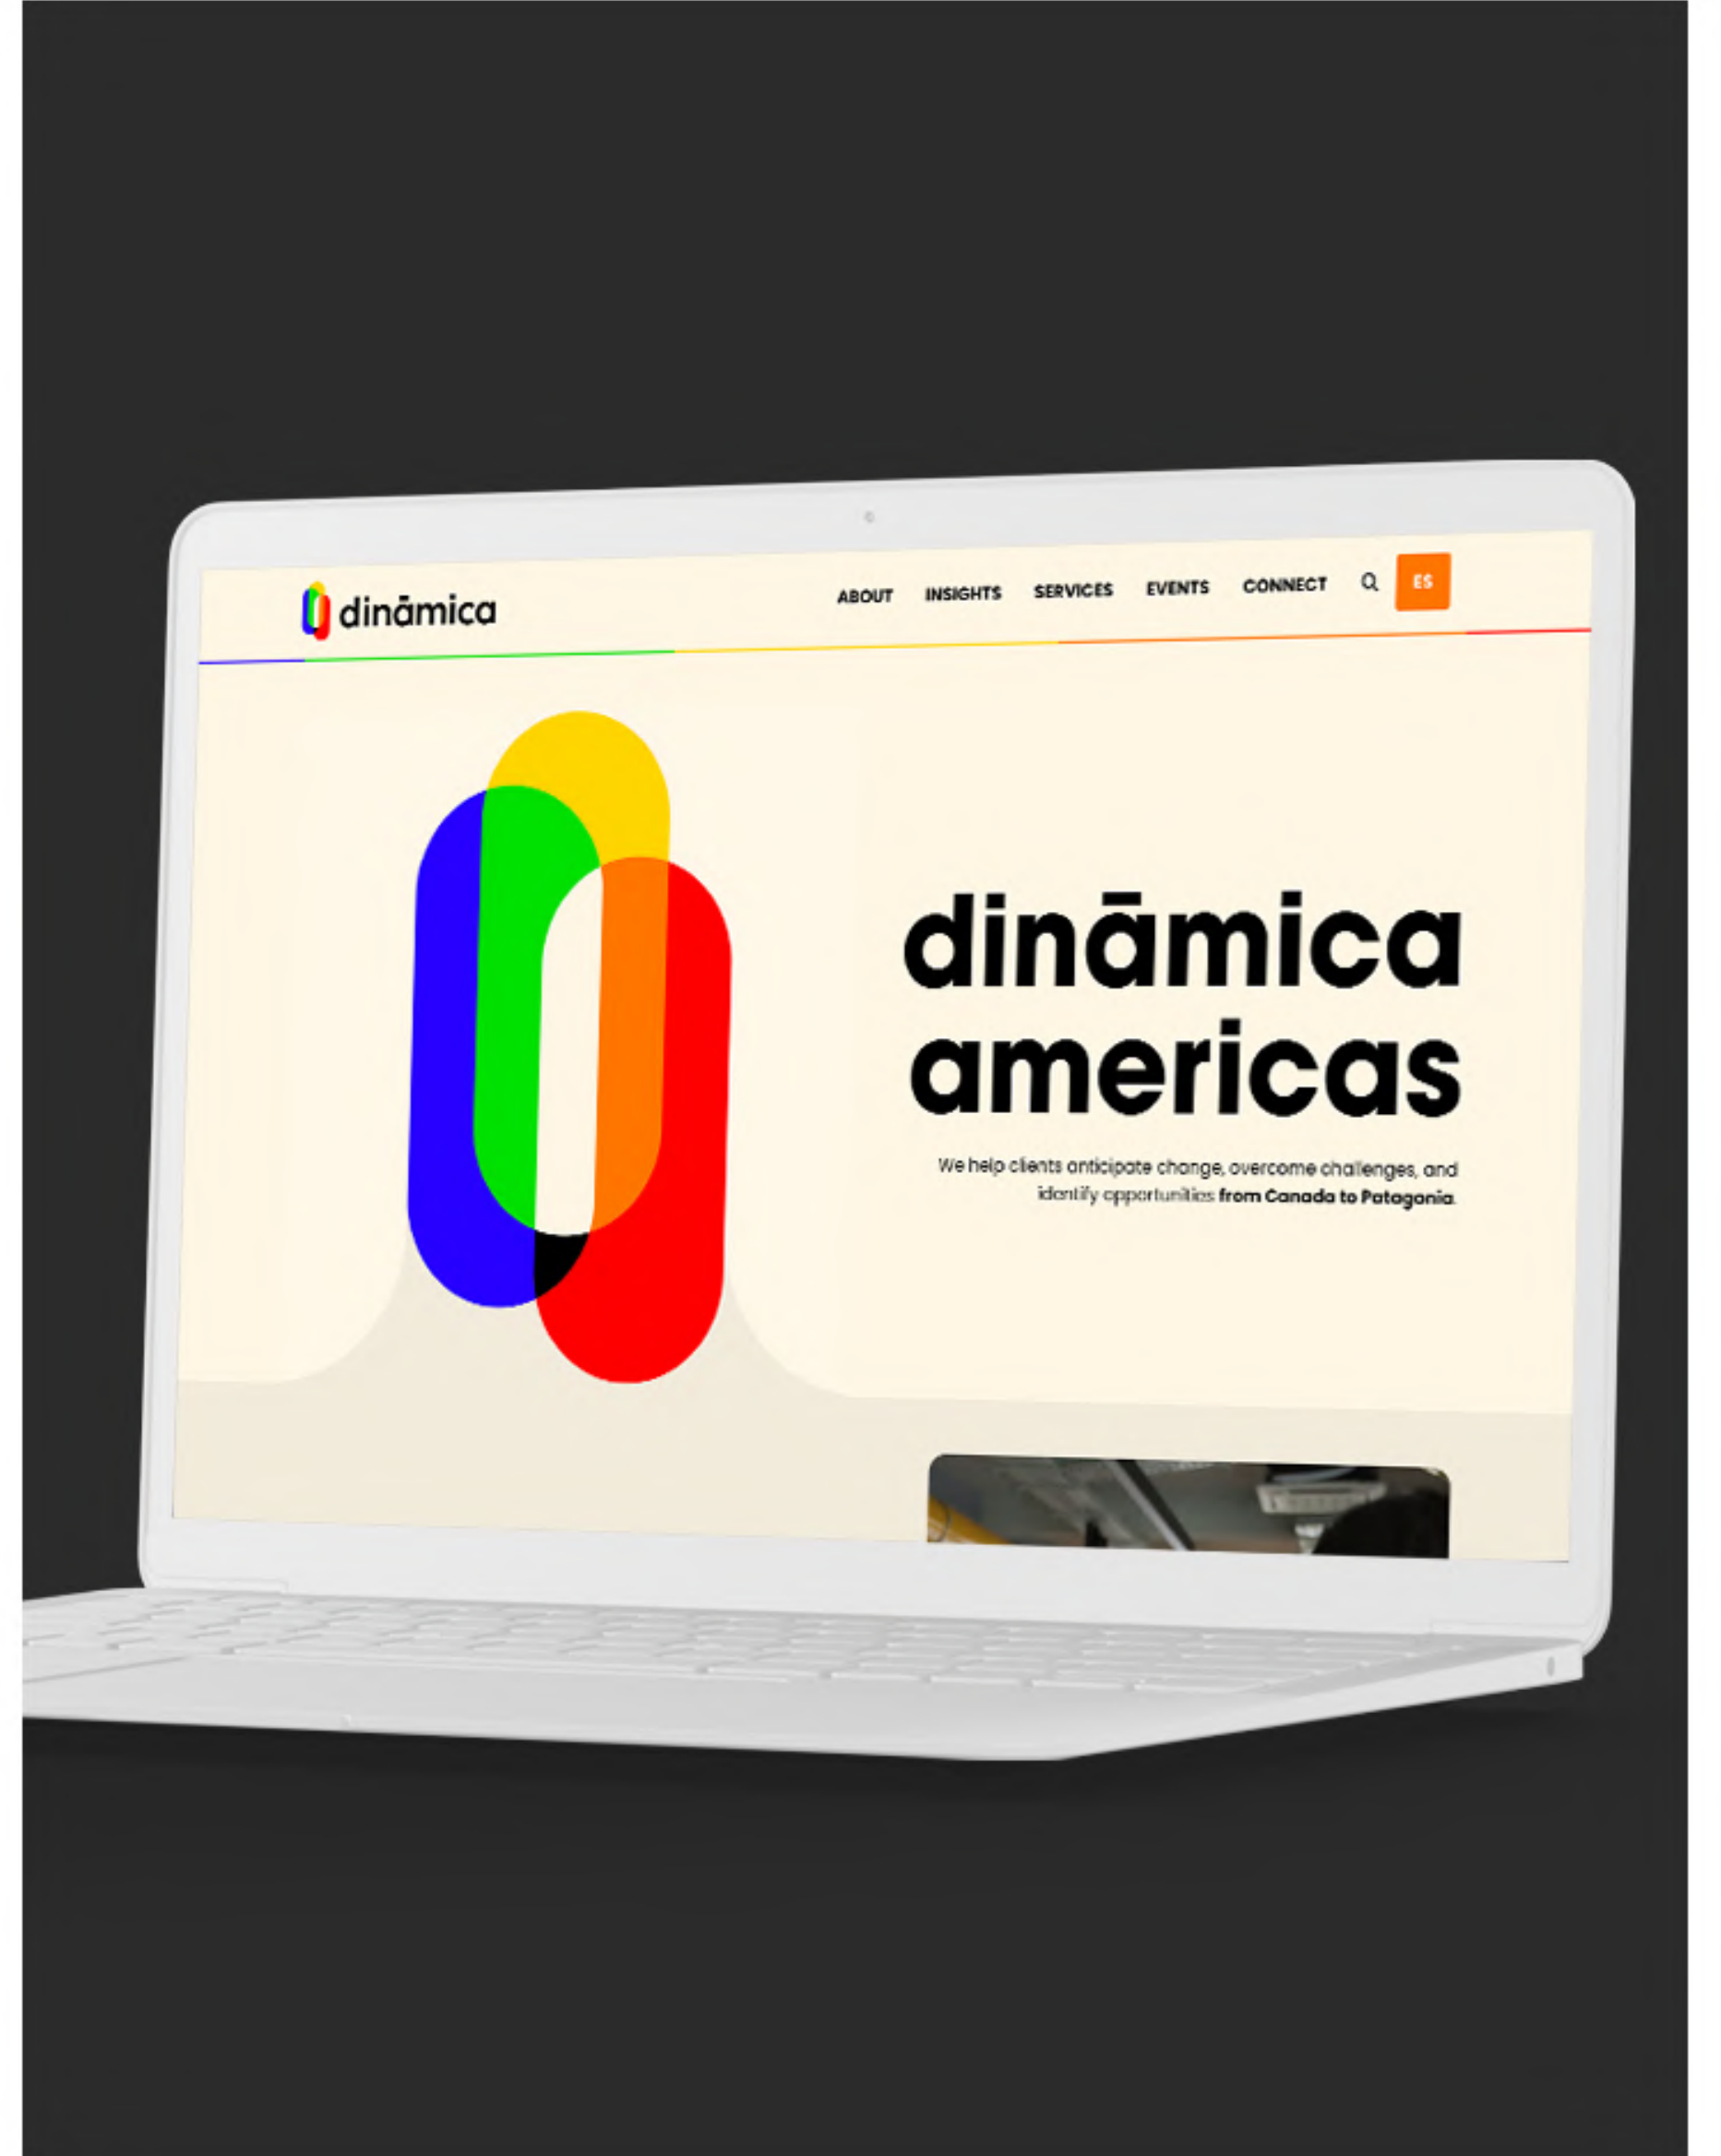 dināmica
ABOUT INSIGHTS SERVICES EVENTS CONNECT ES
dināmica
americas
We help clients anticipate change, overcome challenges, and
identify opportunities from Canada to Patagonia.